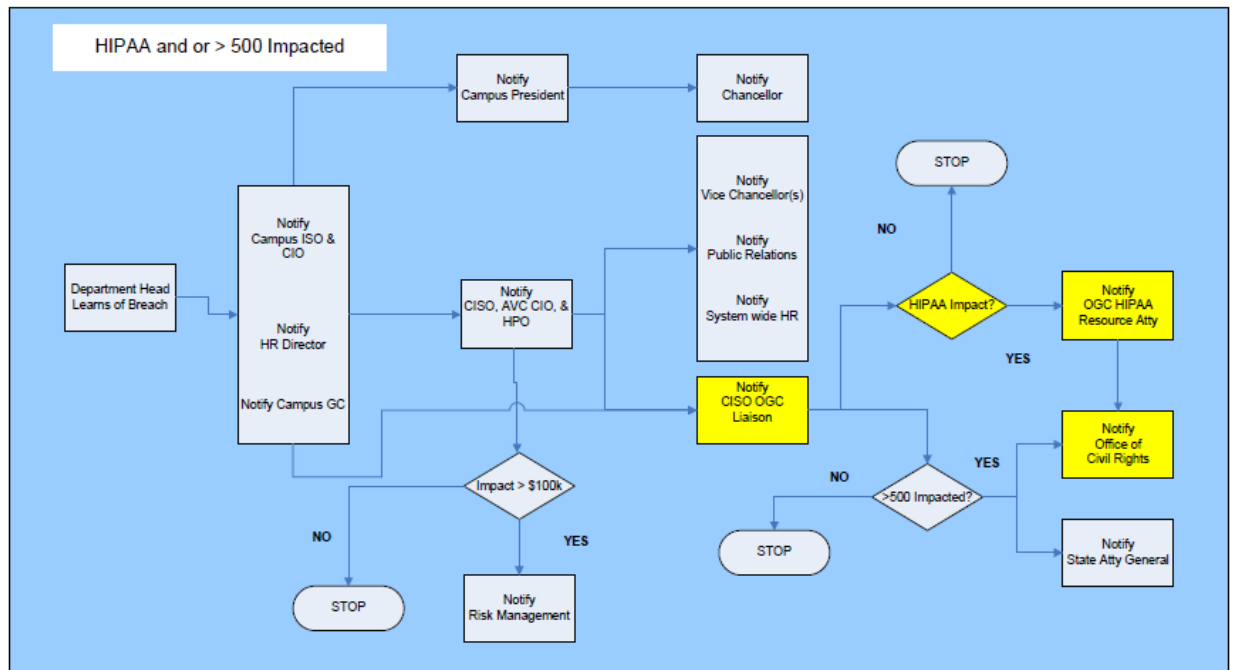 HIPAA and or > 500 Impacted
Notify
Campus President
Notify
Chancellor
Notify
Campus ISO &
CIO
Notify
HR Director
Notify Campus GC
Department Head
Learns of Breach
Notify
CISO, AVC CIO, &
HPO
Notify
Vice Chancellor(s)
Notify
Public Relations
Notify
System wide HR
Notify
CISO OGC
Liaison
STOP
NO
HIPAA Impact?
YES
Notify
OGC HIPAA
Resource Atty
Notify
Office of
Civil Rights
>500 Impacted?
YES
NO
STOP
Notify
State Atty General
Impact > $100k
NO
YES
STOP
Notify
Risk Management